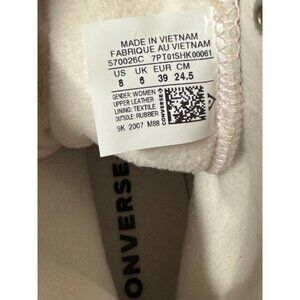 MADE IN VIETNAM
FABRIQUE AU VIETNAM
570026C 7PT01SHK00061
US UK EUR CM
8 6 39 24.5
GENDER: WOMEN
UPPER:LEATHER
LINING: TEXTILE
OUTSOLE: RUBBER
9K 2007 M88
CONVERSE